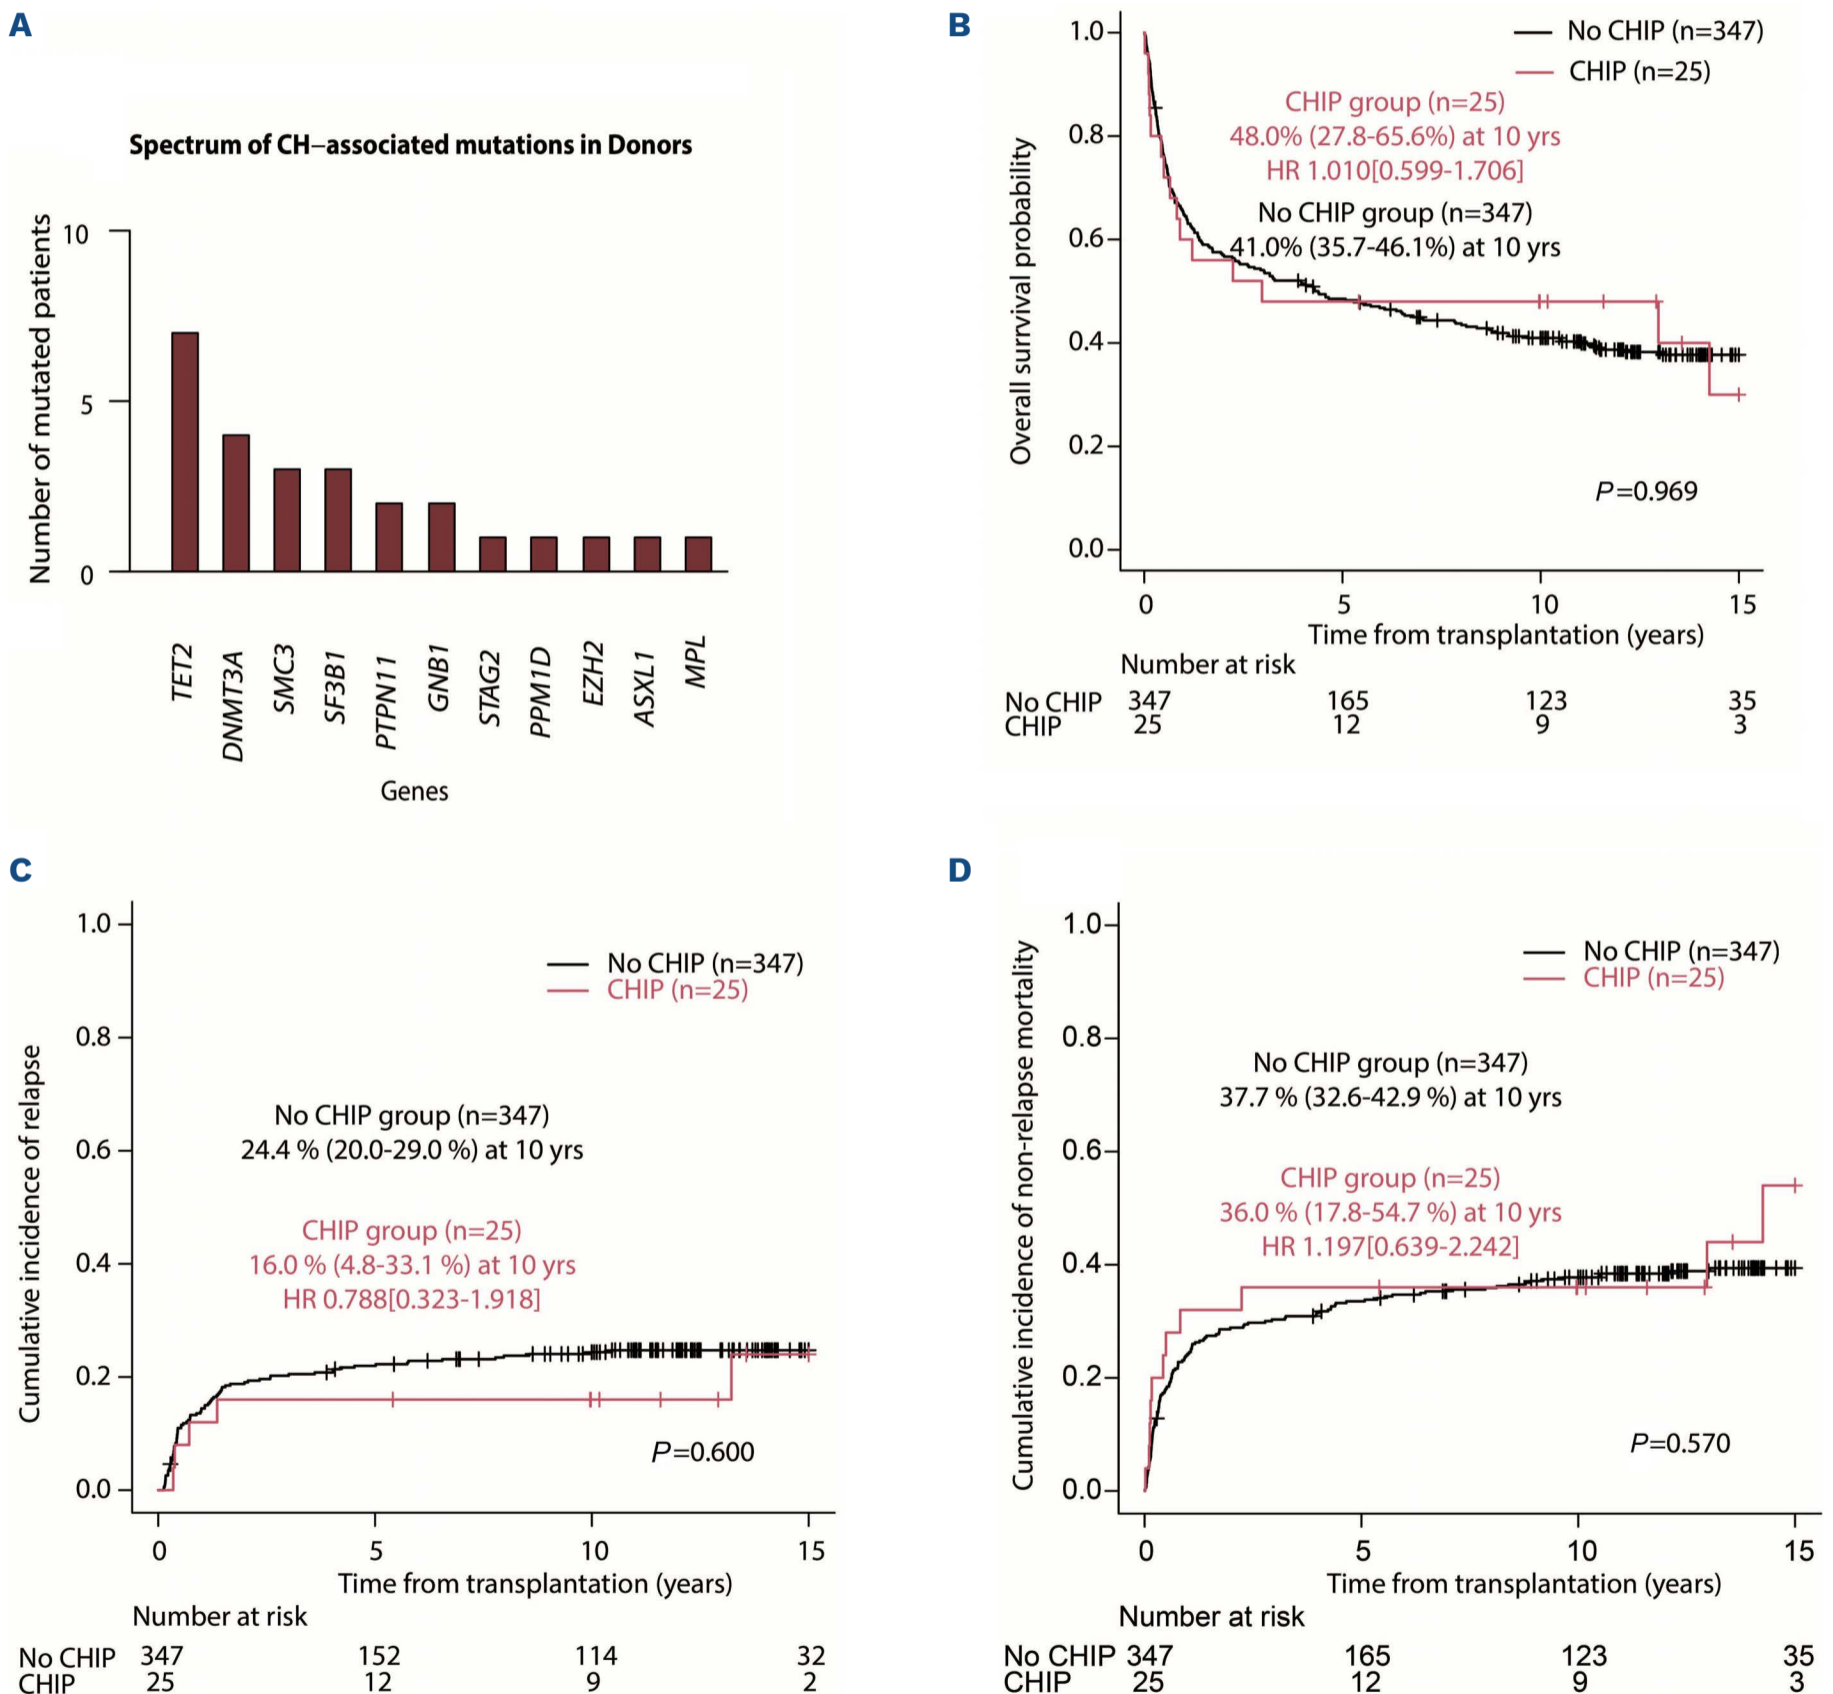 A
Spectrum of CH–associated mutations in Donors
Number of mutated patients
10
5
0
TET2
DNMT3A
SMC3
SF3B1
PTPN11
GNB1
STAG2
PPM1D
EZH2
ASXL1
MPL
Genes
B
No CHIP (n=347)
CHIP (n=25)
CHIP group (n=25)
48.0% (27.8-65.6%) at 10 yrs
HR 1.010[0.599-1.706]
No CHIP group (n=347)
41.0% (35.7-46.1%) at 10 yrs
Overall survival probability
1.0
0.8
0.6
0.4
0.2
0.0
P=0.969
0 5 10 15
Time from transplantation (years)
Number at risk
No CHIP 347 165 123 35
CHIP 25 12 9 3
C
No CHIP (n=347)
CHIP (n=25)
No CHIP group (n=347)
24.4 % (20.0-29.0 %) at 10 yrs
CHIP group (n=25)
16.0 % (4.8-33.1 %) at 10 yrs
HR 0.788[0.323-1.918]
Cumulative incidence of relapse
1.0
0.8
0.6
0.4
0.2
0.0
P=0.600
0 5 10 15
Time from transplantation (years)
Number at risk
No CHIP 347 152 114 32
CHIP 25 12 9 2
D
No CHIP (n=347)
CHIP (n=25)
No CHIP group (n=347)
37.7 % (32.6-42.9 %) at 10 yrs
CHIP group (n=25)
36.0 % (17.8-54.7 %) at 10 yrs
HR 1.197[0.639-2.242]
Cumulative incidence of non-relapse mortality
1.0
0.8
0.6
0.4
0.2
0.0
P=0.570
0 5 10 15
Time from transplantation (years)
Number at risk
No CHIP 347 165 123 35
CHIP 25 12 9 3